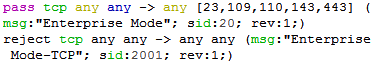 pass tcp any any -> any [23,109,110,143,443] (
msg:"Enterprise Mode"; sid:20; rev:1;)
reject tcp any any -> any any (msg:"Enterprise
Mode-TCP"; sid:2001; rev:1;)